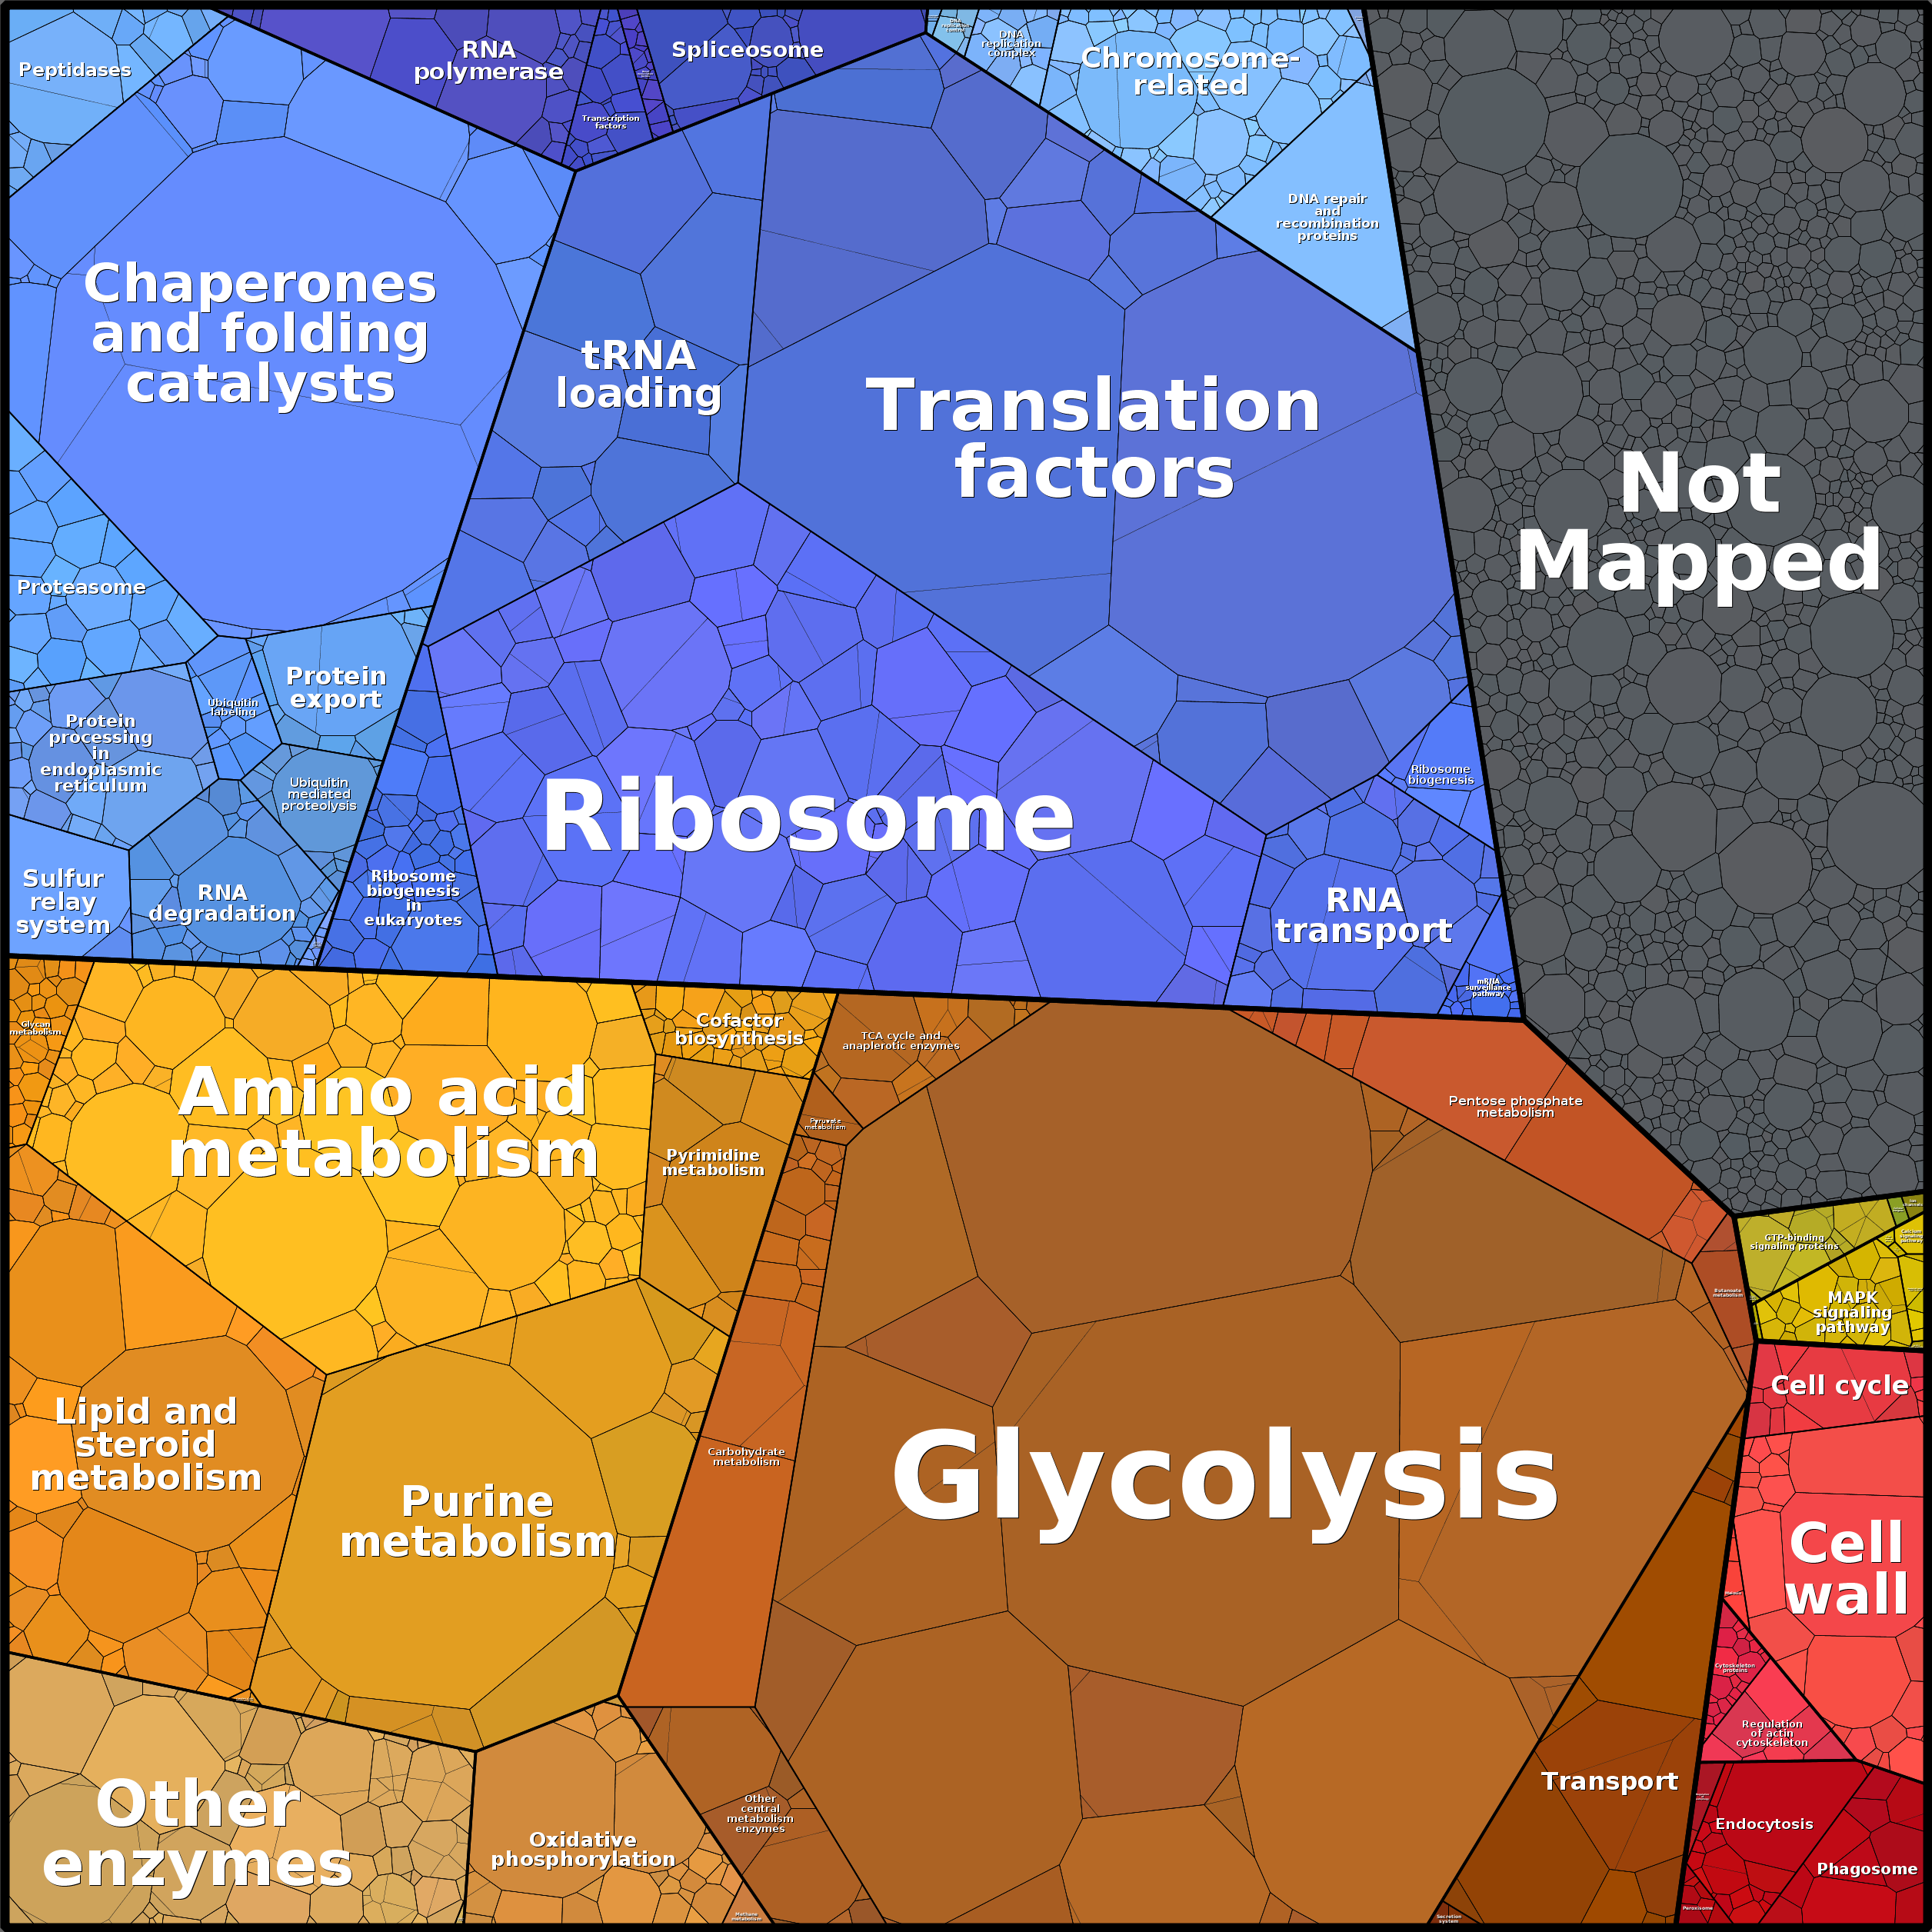 Peptidases
RNA
polymerase
Transcription
factors
Spliceosome
DNA
replication
complex
Chromosome-
related
DNA repair
and
recombination
proteins
Chaperones
and folding
catalysts
tRNA
loading
Translation
factors
Not
Mapped
Proteasome
Protein
processing
in
endoplasmic
reticulum
Ubiquitin
labeling
Protein
export
Ubiquitin
mediated
proteolysis
Sulfur
relay
system
RNA
degradation
Ribosome
biogenesis
in
eukaryotes
Ribosome
Ribosome
biogenesis
RNA
transport
mRNA
surveillance
pathway
Glycan
metabolism
Amino acid
metabolism
Cofactor
biosynthesis
TCA cycle and
anaplerotic enzymes
Pyruvate
metabolism
Pyrimidine
metabolism
Pentose phosphate
metabolism
Butanoate
metabolism
GTP-binding
signaling proteins
MAPK
signaling
pathway
Lipid and
steroid
metabolism
Purine
metabolism
Carbohydrate
metabolism
Glycolysis
Cell cycle
Cell
wall
Cytoskeleton
proteins
Regulation
of actin
cytoskeleton
Other
enzymes
Oxidative
phosphorylation
Methane
metabolism
Other
central
metabolism
enzymes
Transport
Secretion
system
Endocytosis
Phagosome
Peroxisome